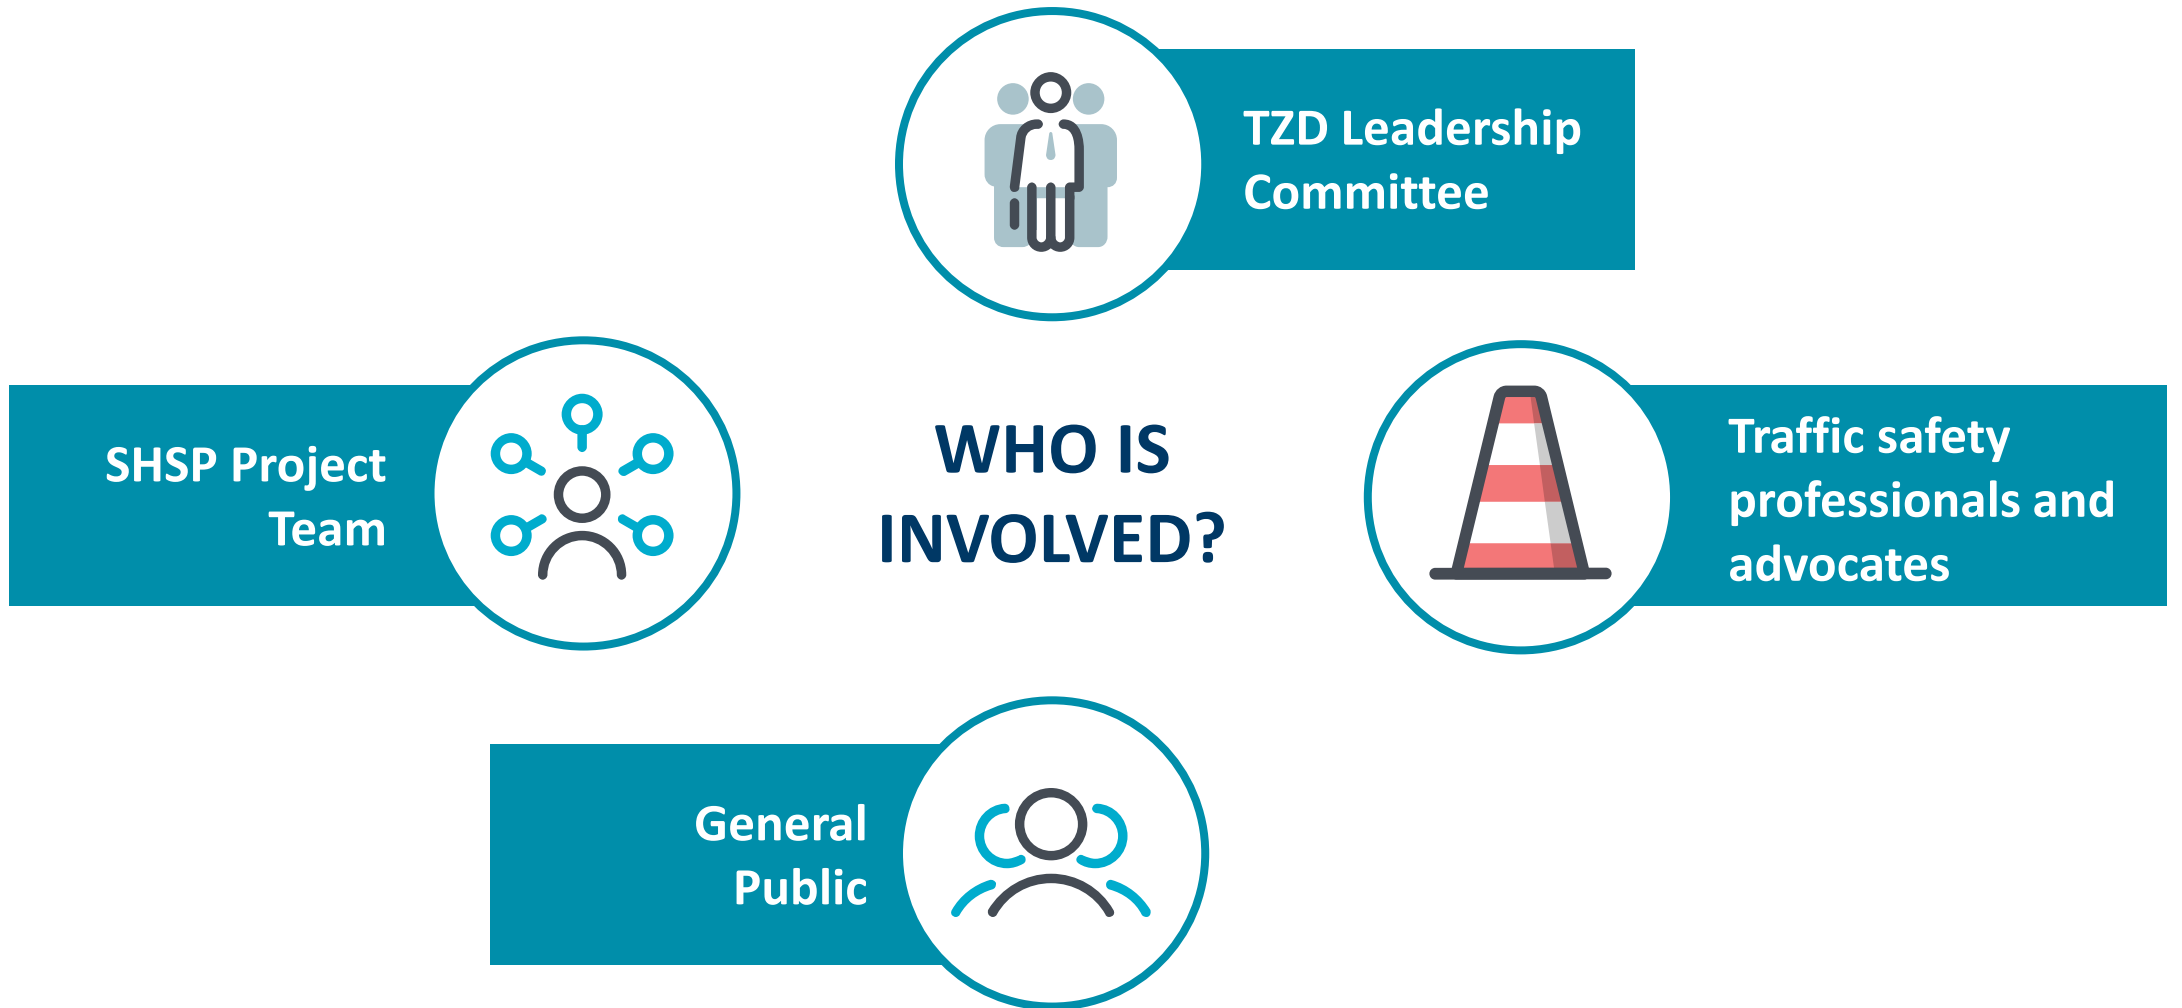 TZD Leadership
Committee
SHSP Project
Team
WHO IS
INVOLVED?
Traffic safety
professionals and
advocates
General
Public